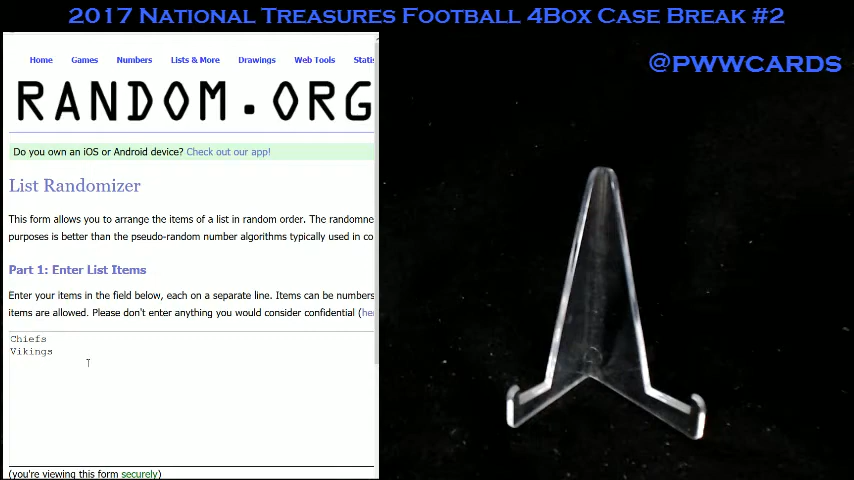 2017 National Treasures Football 4Box Case Break #2
@PWWCARDS
Home Games Numbers Lists & More Drawings Web Tools Statis
RANDOM.ORG
Do you own an iOS or Android device? Check out our app!
List Randomizer
This form allows you to arrange the items of a list in random order. The randomne
purposes is better than the pseudo-random number algorithms typically used in co
Part 1: Enter List Items
Enter your items in the field below, each on a separate line. Items can be numbers
items are allowed. Please don't enter anything you would consider confidential (he
Chiefs
Vikings
(you're viewing this form securely)